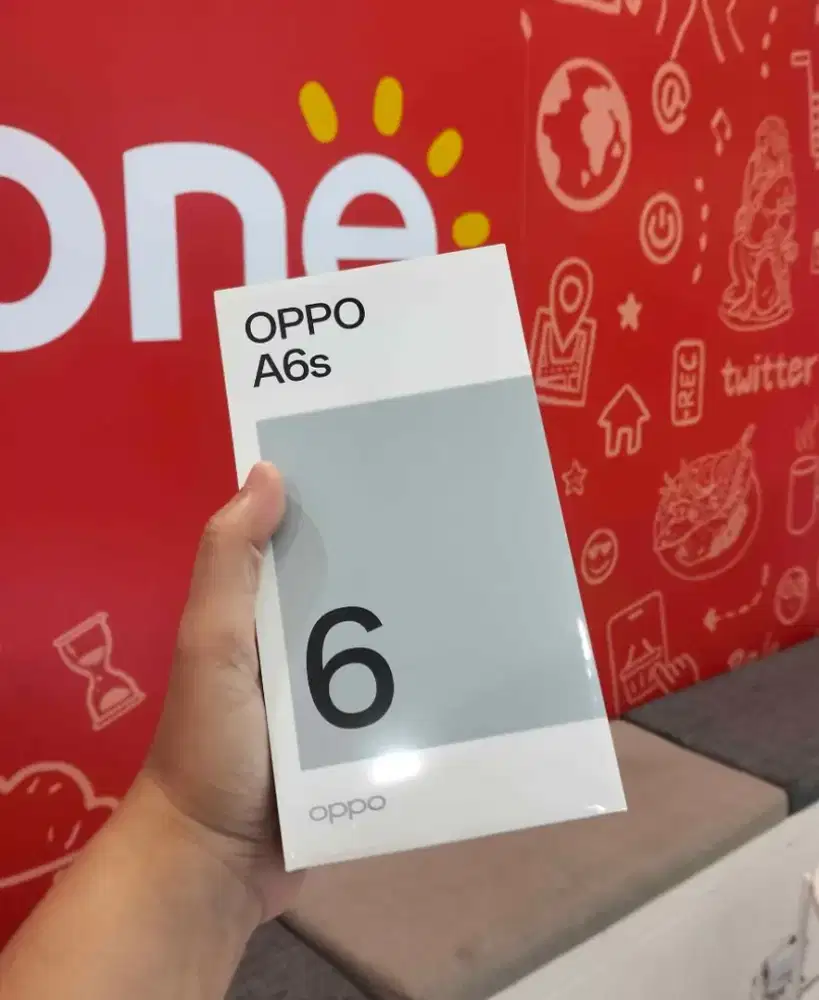 one
OPPO
A6s
6
oppo
@
REC
twitter